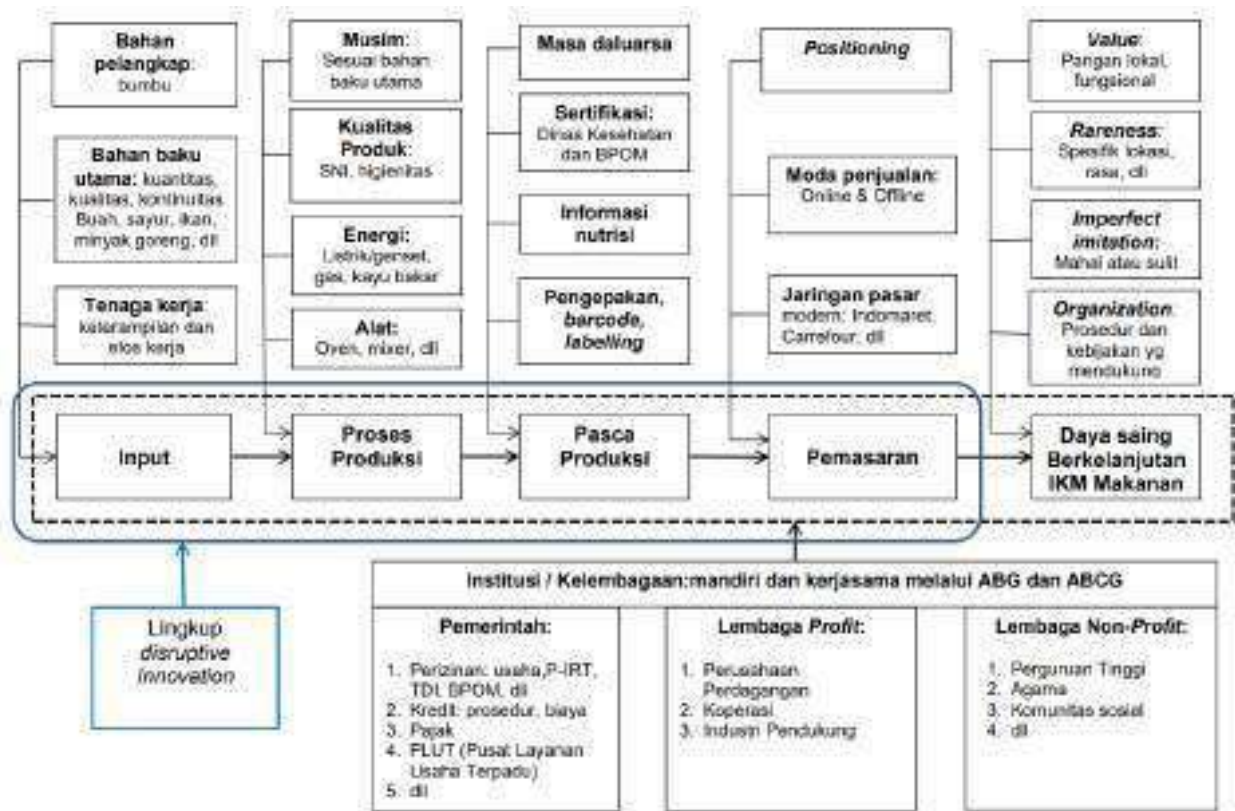 Bahan
pelangkap:
bumbu
Bahan baku
utama: kuantitas,
kualitas, kontinuitas
Buah, sayur, ikan,
minyak goreng, dll
Tenaga kerja:
keterampilan dan
etos kerja
Musim:
Sesuai bahan
baku utama
Kualitas
Produk:
SNI, higienitas
Energi:
Listrik/genset,
gas, kayu bakar
Alat:
Oven, mixer, dll
Masa daluarsa
Sertifikasi:
Dinas Kesehatan
dan BPOM
Informasi
nutrisi
Pengepakan,
barcode,
labelling
Positioning
Moda penjualan:
Online & Offline
Jaringan pasar
modern: Indomaret,
Carrefour, dll
Value:
Pangan lokal,
fungsional
Rareness:
Spesifik lokasi,
rasa, dll
Imperfect
imitation:
Mahal atau sulit
Organization:
Prosedur dan
kebijakan yg
mendukung
Input
Proses
Produksi
Pasca
Produksi
Pemasaran
Daya saing
Berkelanjutan
IKM Makanan
Lingkup
disruptive
innovation
Institusi / Kelembagaan:mandiri dan kerjasama melalui ABG dan ABCG
Pemerintah:
1. Perizinan: usaha,P-IRT,
TDI, BPOM, dll
2. Kredit: prosedur, biaya
3. Pajak
4. PLUT (Pusat Layanan
Usaha Terpadu)
5. dll
Lembaga Profit:
1. Perusahaan
Perdagangan
2. Koperasi
3. Industri Pendukung
Lembaga Non-Profit:
1. Perguruan Tinggi
2. Agama
3. Komunitas sosial
4. dll